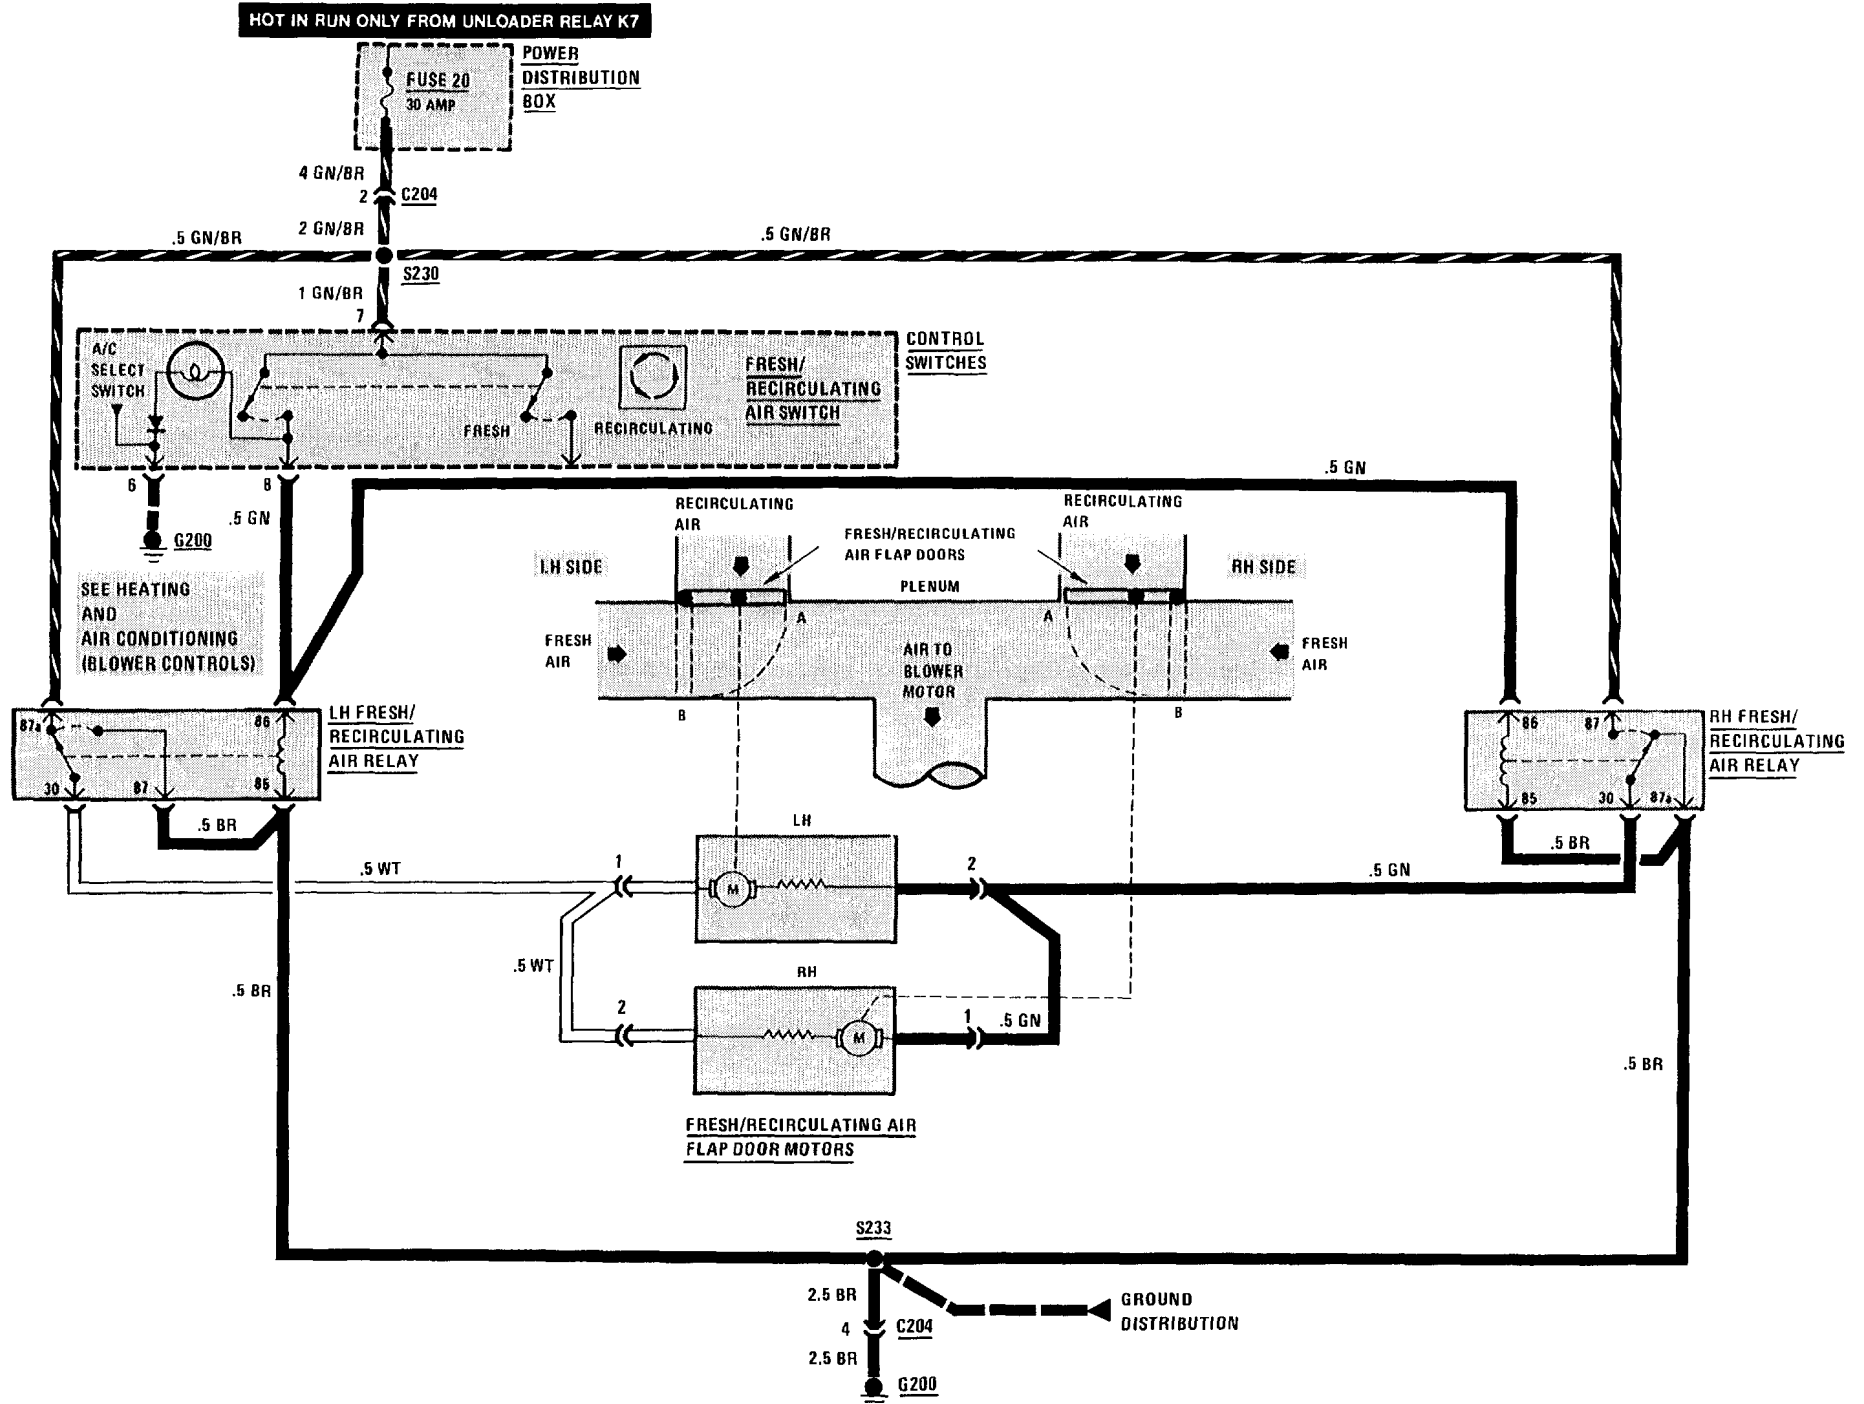 HOT IN RUN ONLY FROM UNLOADER RELAY K7
POWER
DISTRIBUTION
BOX
FUSE 20
30 AMP
4 GN/BR
2
C204
2 GN/BR
.5 GN/BR
.5 GN/BR
S230
1 GN/BR
7
CONTROL
SWITCHES
A/C
SELECT
SWITCH
FRESH/
RECIRCULATING
AIR SWITCH
FRESH
RECIRCULATING
6
8
.5 GN
G200
.5 GN
RECIRCULATING
AIR
RECIRCULATING
AIR
FRESH/RECIRCULATING
AIR FLAP DOORS
LH SIDE
RH SIDE
PLENUM
SEE HEATING
AND
AIR CONDITIONING
(BLOWER CONTROLS)
A
A
FRESH
AIR
FRESH
AIR
AIR TO
BLOWER
MOTOR
B
B
LH FRESH/
RECIRCULATING
AIR RELAY
87a
86
30
87
85
RH FRESH/
RECIRCULATING
AIR RELAY
86
87
85
30
87a
.5 BR
.5 BR
LH
.5 WT
1
M
2
.5 GN
.5 WT
RH
.5 BR
2
M
1
.5 GN
.5 BR
FRESH/RECIRCULATING AIR
FLAP DOOR MOTORS
S233
2.5 BR
GROUND
DISTRIBUTION
4
C204
2.5 BR
G200